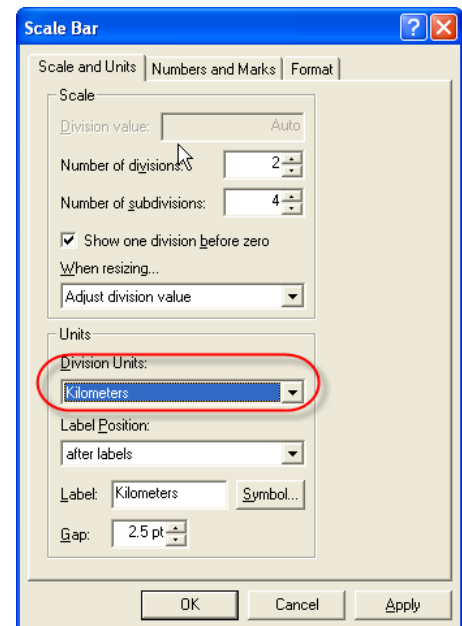 Scale Bar
Scale and Units Numbers and Marks Format
Scale
Division value: Auto
Number of divisions: 2
Number of subdivisions: 4
Show one division before zero
When resizing...
Adjust division value
Units
Division Units:
Kilometers
Label Position:
after labels
Label: Kilometers Symbol...
Gap: 2.5 pt
OK Cancel Apply